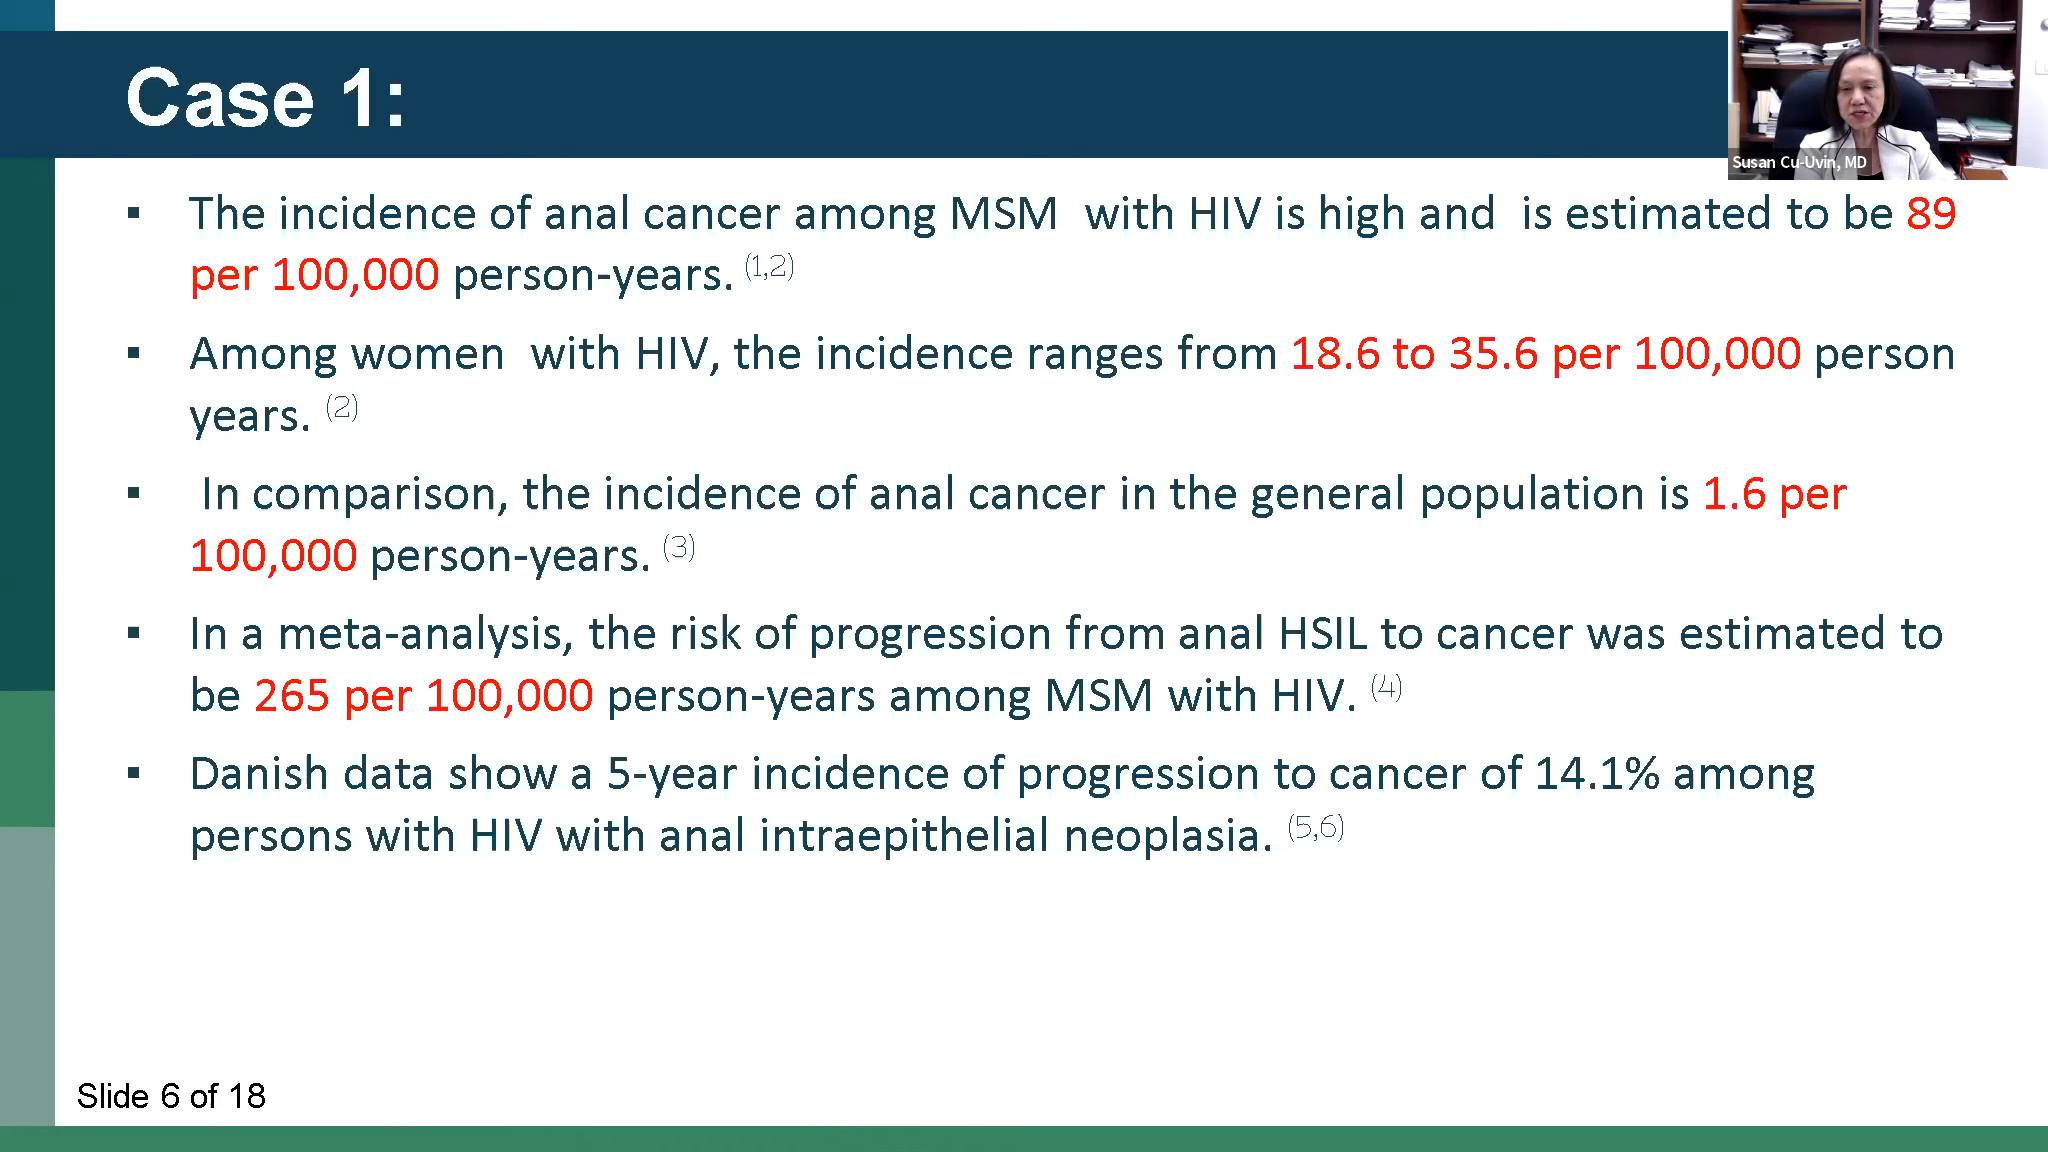 Case 1:
Susan Cu-Uvin, MD
▪ The incidence of anal cancer among MSM with HIV is high and is estimated to be 89
per 100,000 person-years. (1,2)
▪ Among women with HIV, the incidence ranges from 18.6 to 35.6 per 100,000 person
years. (2)
▪ In comparison, the incidence of anal cancer in the general population is 1.6 per
100,000 person-years. (3)
▪ In a meta-analysis, the risk of progression from anal HSIL to cancer was estimated to
be 265 per 100,000 person-years among MSM with HIV. (4)
▪ Danish data show a 5-year incidence of progression to cancer of 14.1% among
persons with HIV with anal intraepithelial neoplasia. (5,6)
Slide 6 of 18